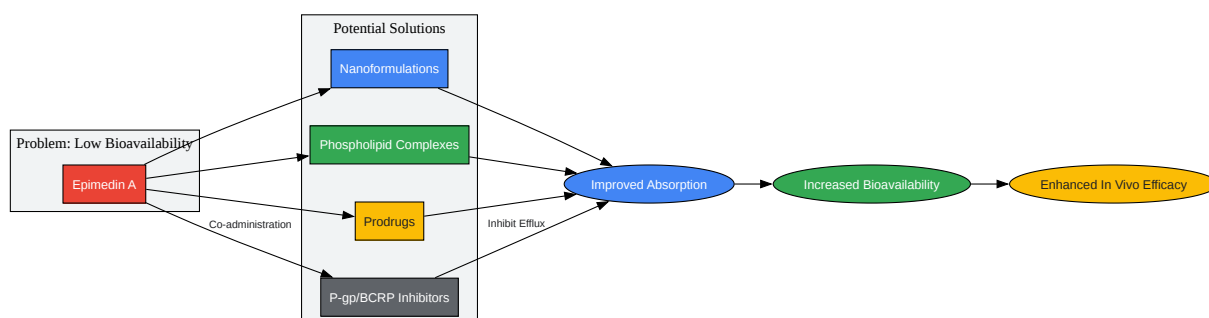 Potential Solutions
Nanoformulations
Problem: Low Bioavailability
Phospholipid Complexes
Epimedin A
Improved Absorption
Increased Bioavailability
Enhanced In Vivo Efficacy
Prodrugs
Co-administration
Inhibit Efflux
P-gp/BCRP Inhibitors